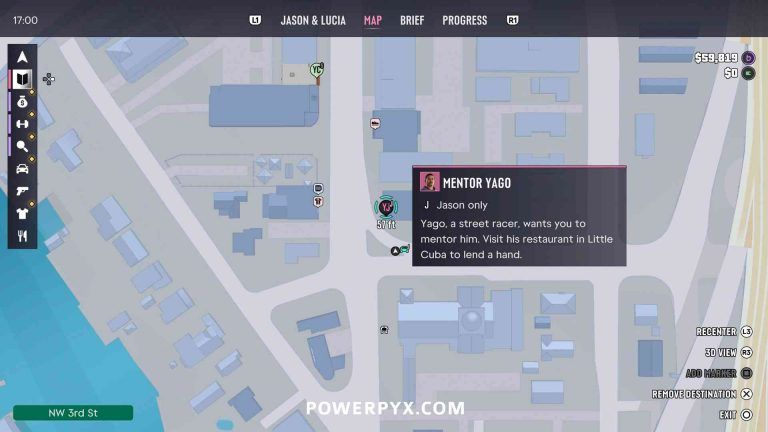 17:00
L1 JASON & LUCIA MAP BRIEF PROGRESS R1
$59,819
$0
YC
MENTOR YAGO
J Jason only
Yago, a street racer, wants you to
mentor him. Visit his restaurant in Little
Cuba to lend a hand.
YJ
57 ft
RECENTER L3
3D VIEW R3
ADD MARKER
REMOVE DESTINATION
EXIT
NW 3rd St
POWERPYX.COM